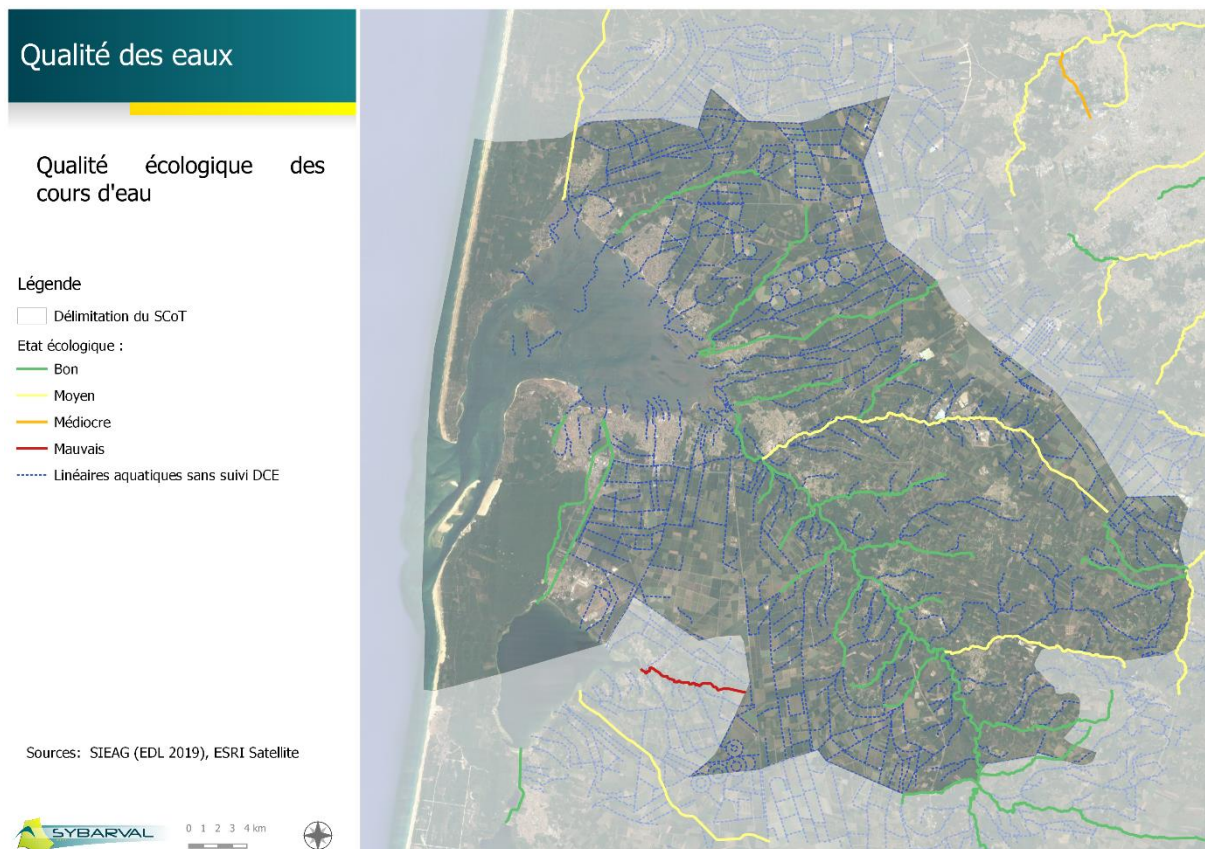 Qualité des eaux
Qualité écologique des
cours d'eau
Légende
Délimitation du SCoT
Etat écologique :
Bon
Moyen
Médiocre
Mauvais
Linéaires aquatiques sans suivi DCE
Sources: SIEAG (EDL 2019), ESRI Satellite
SYBARVAL
0 1 2 3 4 km